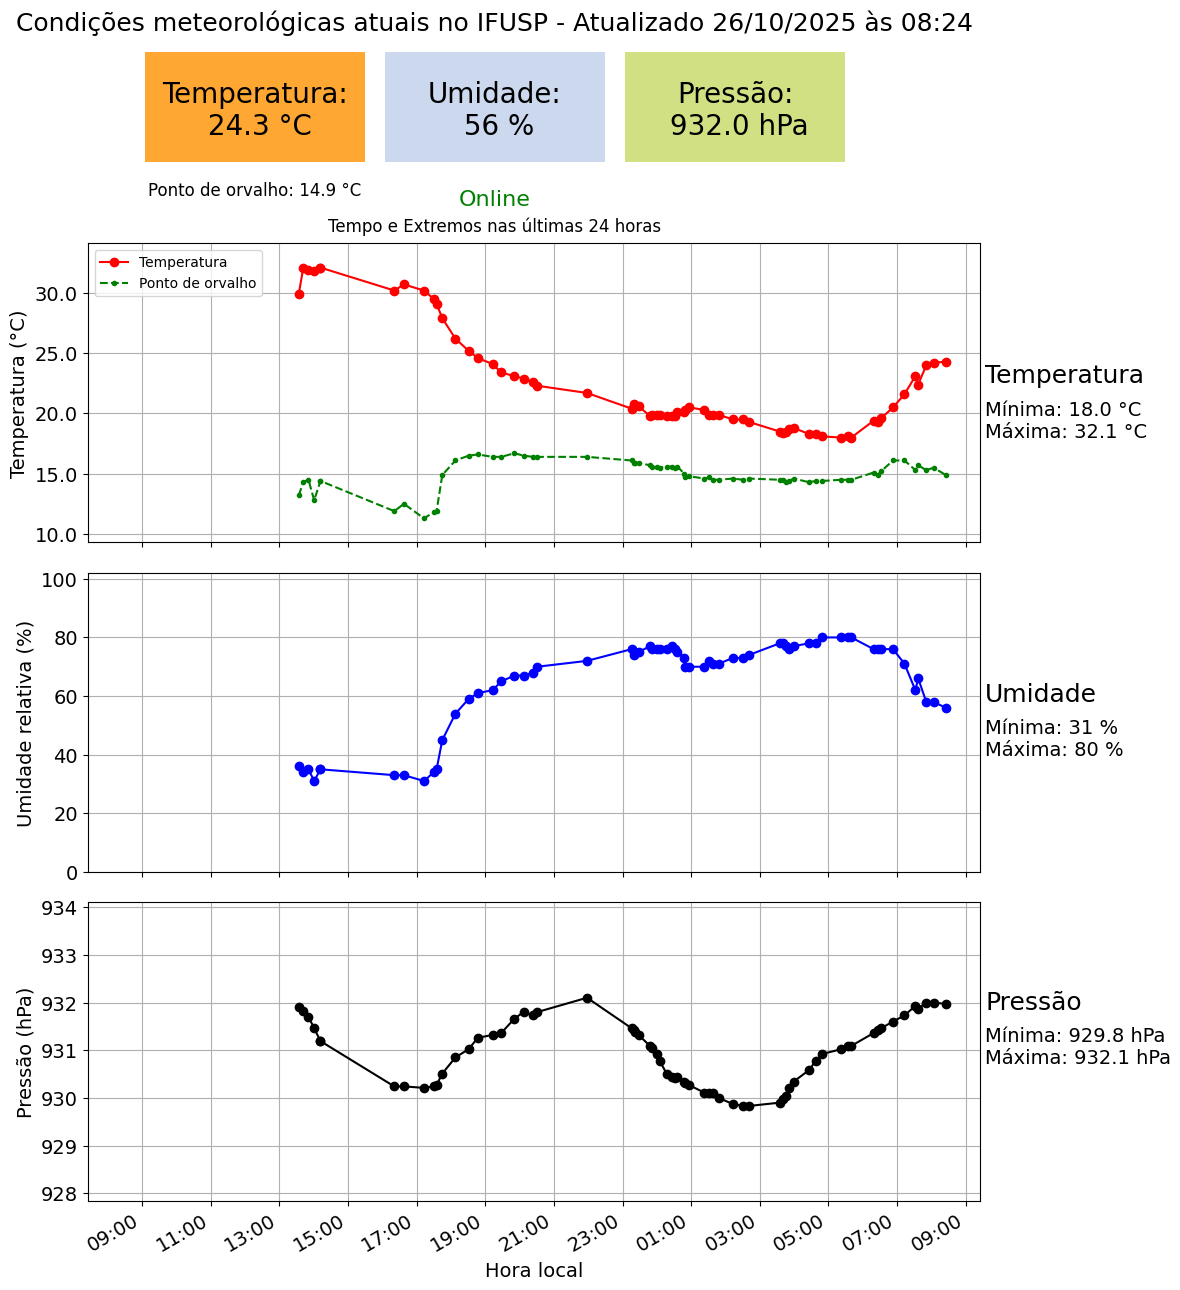 Condições meteorológicas atuais no IFUSP - Atualizado 26/10/2025 às 08:24
Temperatura:
24.3 °C
Umidade:
56 %
Pressão:
932.0 hPa
Ponto de orvalho: 14.9 °C
Online
Tempo e Extremos nas últimas 24 horas
Temperatura
Ponto de orvalho
Temperatura (°C)
30.0
25.0
20.0
15.0
10.0
Temperatura
Mínima: 18.0 °C
Máxima: 32.1 °C
Umidade relativa (%)
100
80
60
40
20
0
Umidade
Mínima: 31 %
Máxima: 80 %
Pressão (hPa)
934
933
932
931
930
929
928
Pressão
Mínima: 929.8 hPa
Máxima: 932.1 hPa
09:00 11:00 13:00 15:00 17:00 19:00 21:00 23:00 01:00 03:00 05:00 07:00 09:00
Hora local